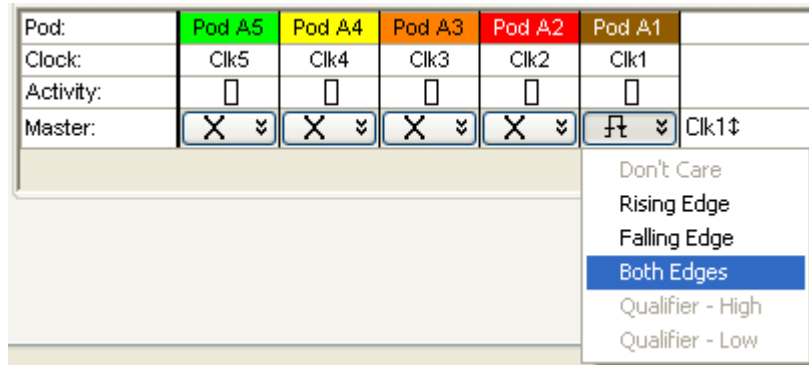 Pod: Pod A5 Pod A4 Pod A3 Pod A2 Pod A1
Clock: Clk5 Clk4 Clk3 Clk2 Clk1
Activity:
Master: X X X X Clk1↕
Don't Care
Rising Edge
Falling Edge
Both Edges
Qualifier - High
Qualifier - Low